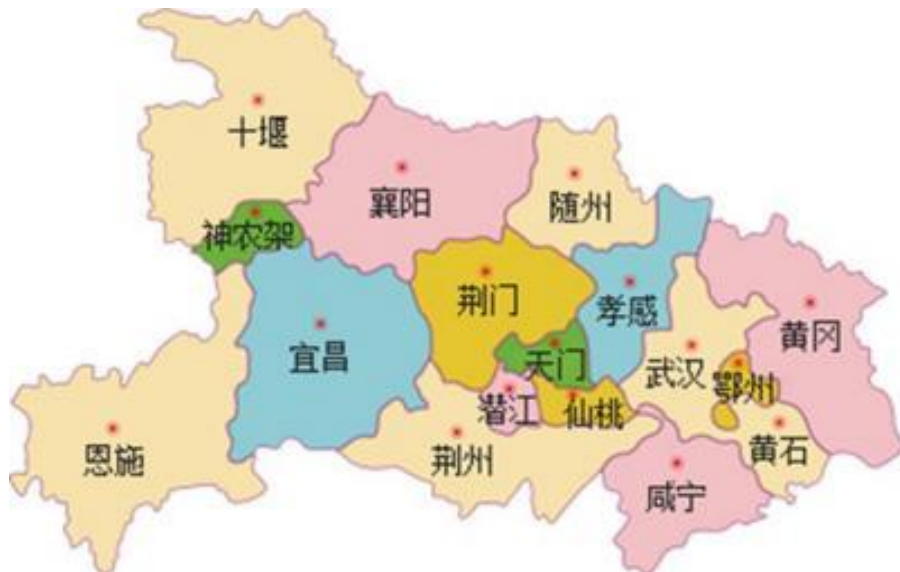 十堰
襄阳
随州
神农架
荆门
孝感
宜昌
天门
武汉
鄂州
黄冈
潜江
仙桃
恩施
荆州
黄石
咸宁